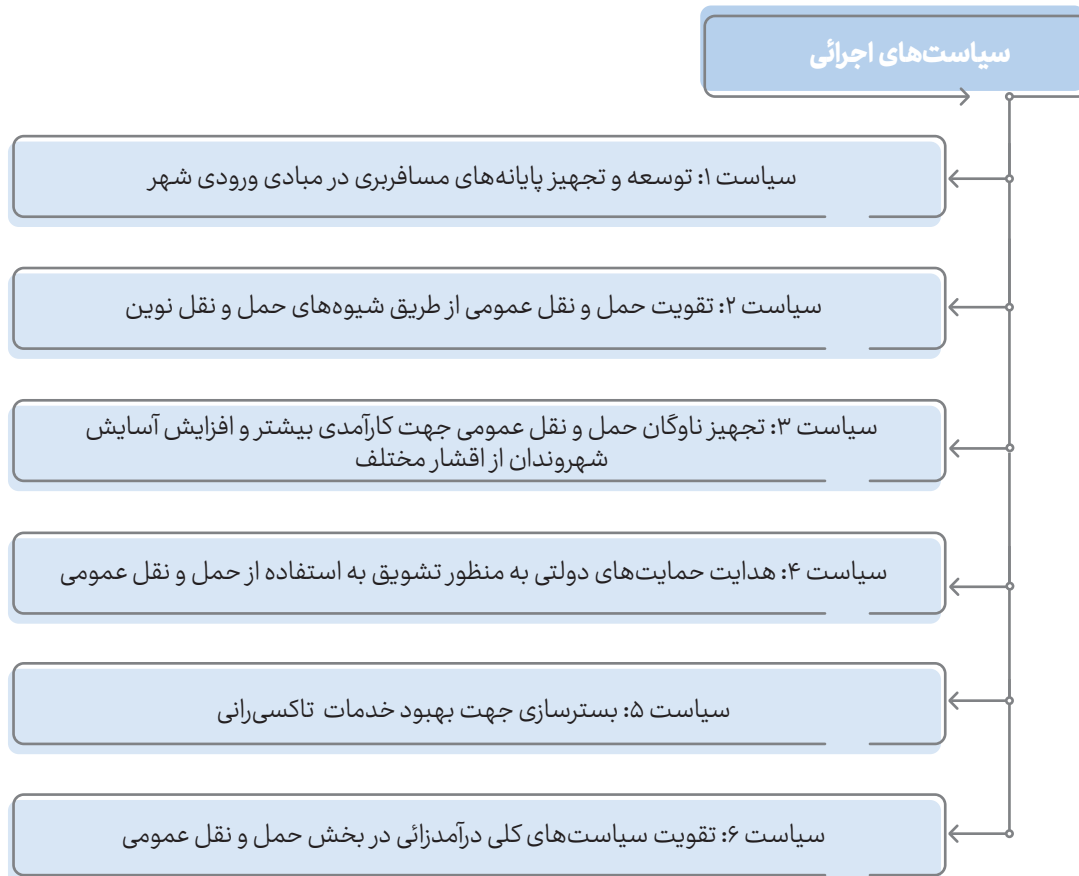 سیاست‌های اجرائی
سیاست ۱: توسعه و تجهیز پایانه‌های مسافربری در مبادی ورودی شهر
سیاست ۲: تقویت حمل و نقل عمومی از طریق شیوه‌های حمل و نقل نوین
سیاست ۳: تجهیز ناوگان حمل و نقل عمومی جهت کارآمدی بیشتر و افزایش آسایش
شهروندان از اقشار مختلف
سیاست ۴: هدایت حمایت‌های دولتی به منظور تشویق به استفاده از حمل و نقل عمومی
سیاست ۵: بسترسازی جهت بهبود خدمات تاکسی‌رانی
سیاست ۶: تقویت سیاست‌های کلی درآمدزائی در بخش حمل و نقل عمومی